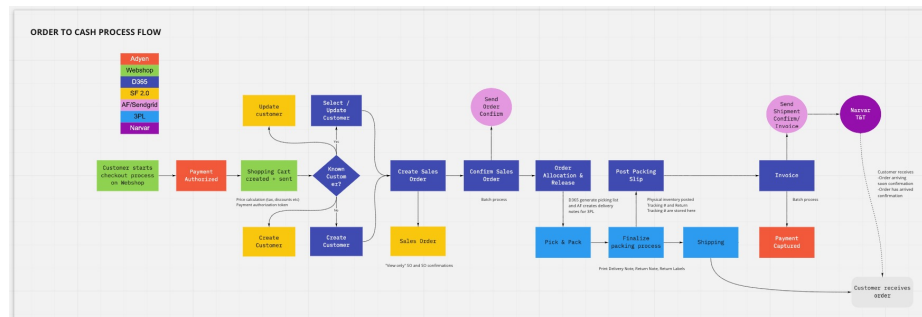 ORDER TO CASH PROCESS FLOW
Adyen
Webshop
D365
SF 2.0
AF/Sendgrid
3PL
Narvar
Update
customer
Select /
Update
Customer
Send
Order
Confirm
Send
Shipment
Confirm/
Invoice
Narvar
T&T
Yes
Customer starts
checkout process
on Webshop
Payment
Authorized
Shopping Cart
created + sent
Known
Custom
er?
Create Sales
Order
Confirm Sales
Order
Order
Allocation &
Release
Post Packing
Slip
Invoice
Customer receives
-Order arriving
soon confirmation
-Order has arrived
confirmation
Price calculation (tax, discounts etc)
Payment authorization token
No
Batch process
D365 generate picking list
and AF creates delivery
notes for 3PL
Physical inventory posted
Tracking # and Return
Tracking # are stored here
Batch process
Create
Customer
Create
Customer
Sales Order
Pick & Pack
Finalize
packing process
Shipping
Payment
Captured
"View only" SO and SO confirmations
Print Delivery Note, Return Note, Return Labels
Customer receives
order